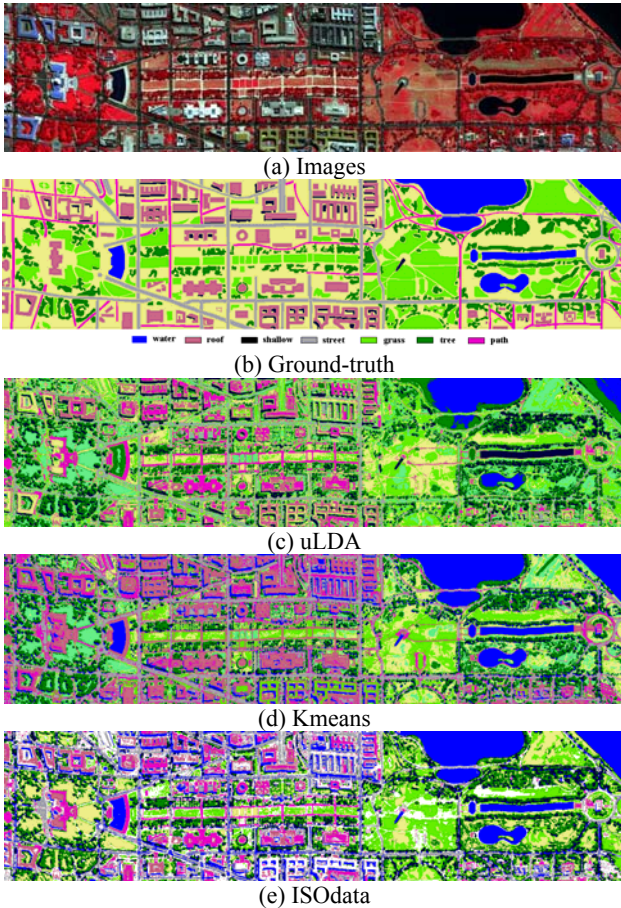 (a) Images
water roof shallow street grass tree path
(b) Ground-truth
(c) uLDA
(d) Kmeans
(e) ISOdata